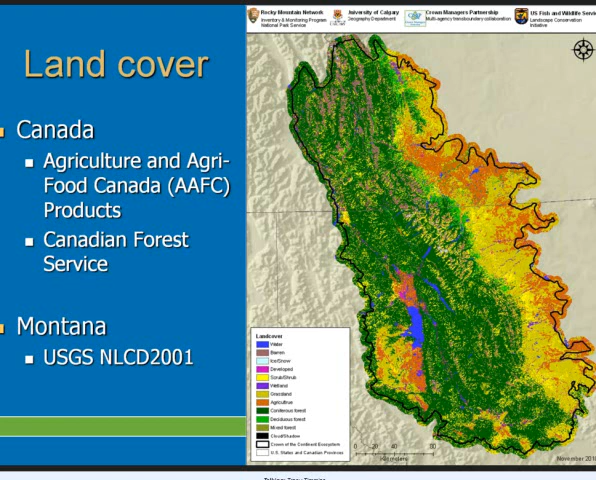 Rocky Mountain Network
Inventory & Monitoring Program
National Park Service
University of Calgary
Geography Department
Crown Managers Partnership
Multi-agency transboundary collaboration
US Fish and Wildlife Servi
Landscape Conservation
Initiative
Land cover
Canada
Agriculture and Agri-
Food Canada (AAFC)
Products
Canadian Forest
Service
Montana
USGS NLCD2001
Landcover
Water
Barren
Ice/Snow
Developed
Scrub/Shrub
Wetland
Grassland
Agriculture
Coniferous forest
Deciduous forest
Mixed forest
Cloud/Shadow
Crown of the Continent Ecosystem
U.S. States and Canadian Provinces
0 20 40 80
Kilometers
November 201